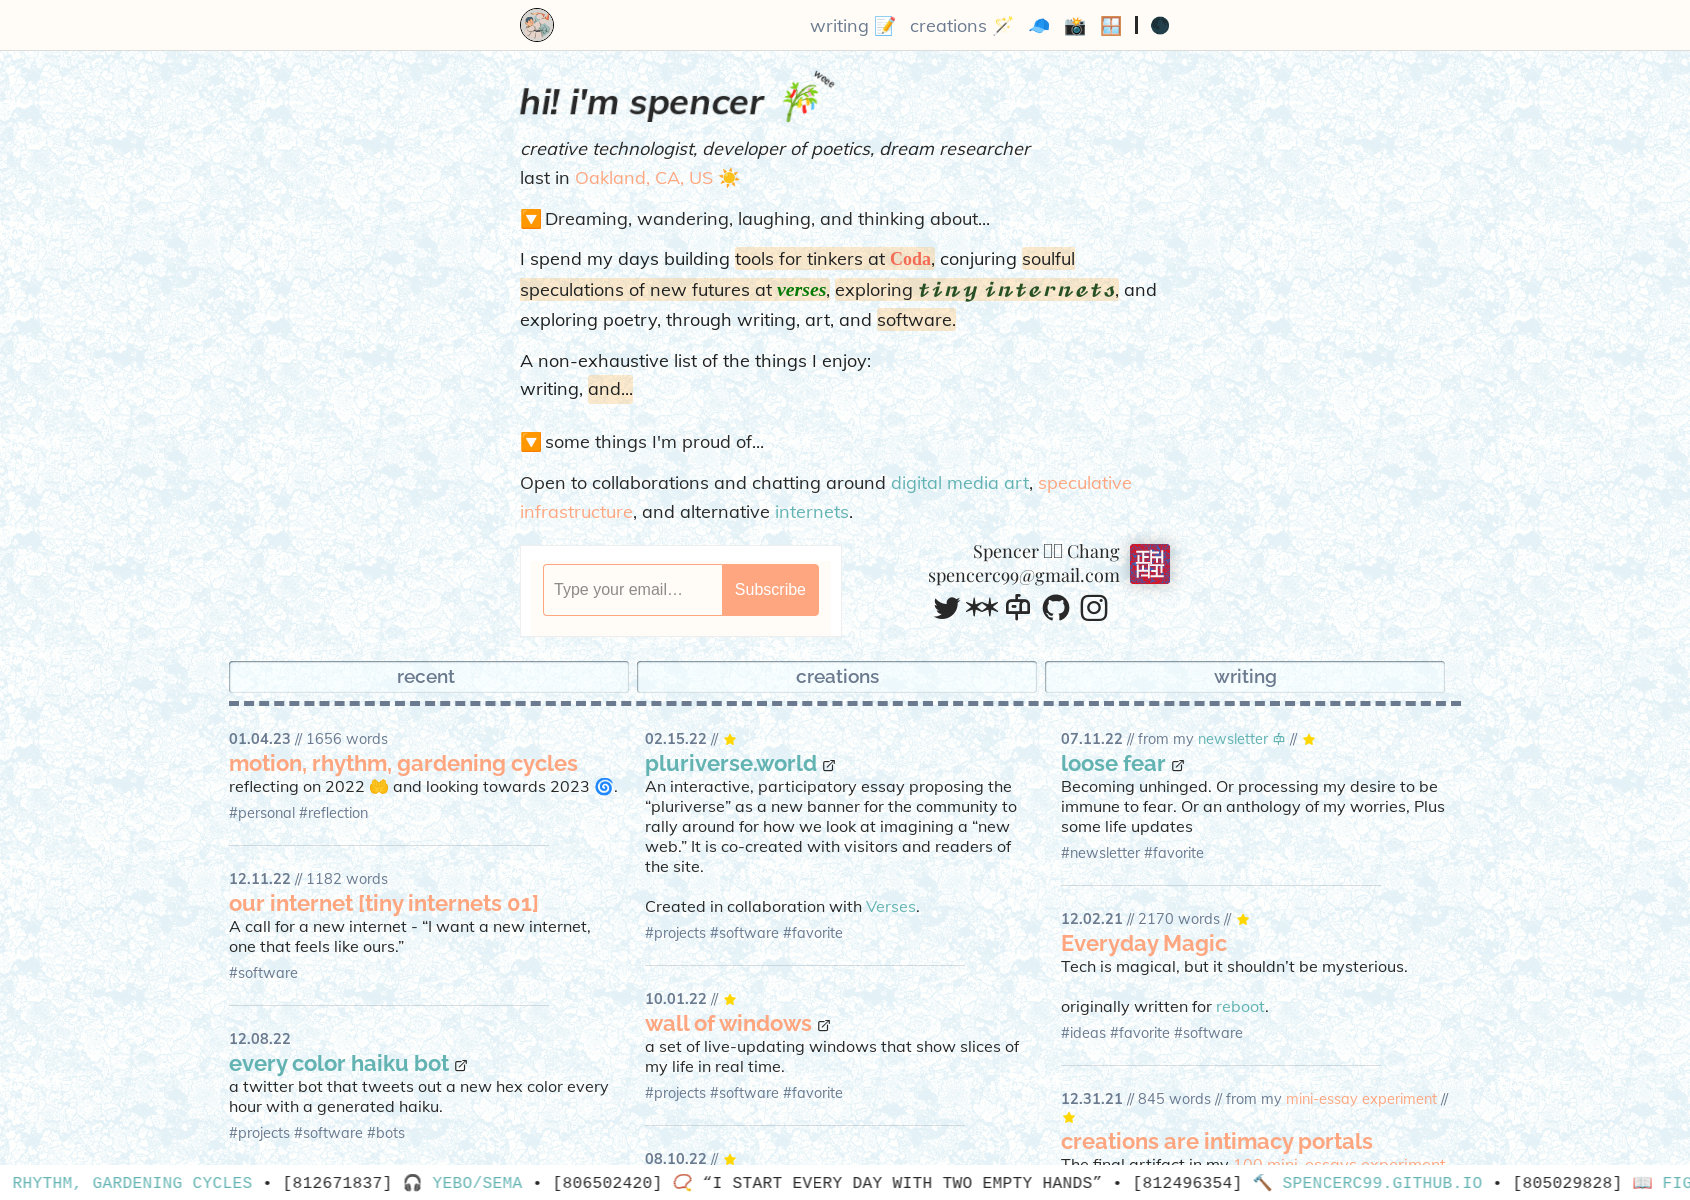 writing 📝 creations 🪄 🧢 📸 🪟 | 🌑
hi! i'm spencer 🎋 weee
creative technologist, developer of poetics, dream researcher
last in Oakland, CA, US ☀️
🔽 Dreaming, wandering, laughing, and thinking about...
I spend my days building tools for tinkers at Coda, conjuring soulful
speculations of new futures at verses, exploring tiny internets, and
exploring poetry, through writing, art, and software.
A non-exhaustive list of the things I enjoy:
writing, and...
🔽 some things I'm proud of...
Open to collaborations and chatting around digital media art, speculative
infrastructure, and alternative internets.
Type your email…
Subscribe
Spencer Chang
spencerc99@gmail.com
recent
creations
writing
01.04.23 // 1656 words
motion, rhythm, gardening cycles
reflecting on 2022 🤲 and looking towards 2023 🌀.
#personal #reflection
12.11.22 // 1182 words
our internet [tiny internets 01]
A call for a new internet - “I want a new internet,
one that feels like ours.”
#software
12.08.22
every color haiku bot
a twitter bot that tweets out a new hex color every
hour with a generated haiku.
#projects #software #bots
02.15.22 // ⭐
pluriverse.world
An interactive, participatory essay proposing the
“pluriverse” as a new banner for the community to
rally around for how we look at imagining a “new
web.” It is co-created with visitors and readers of
the site.
Created in collaboration with Verses.
#projects #software #favorite
10.01.22 // ⭐
wall of windows
a set of live-updating windows that show slices of
my life in real time.
#projects #software #favorite
08.10.22 // ⭐
07.11.22 // from my newsletter // ⭐
loose fear
Becoming unhinged. Or processing my desire to be
immune to fear. Or an anthology of my worries, Plus
some life updates
#newsletter #favorite
12.02.21 // 2170 words // ⭐
Everyday Magic
Tech is magical, but it shouldn’t be mysterious.
originally written for reboot.
#ideas #favorite #software
12.31.21 // 845 words // from my mini-essay experiment //
⭐
creations are intimacy portals
The final artifact in my 100 mini-essays experiment
RHYTHM, GARDENING CYCLES • [812671837] 🎧 YEBO/SEMA • [806502420] 📿 “I START EVERY DAY WITH TWO EMPTY HANDS” • [812496354] 🔨 SPENCERC99.GITHUB.IO • [805029828] 📖 FIG